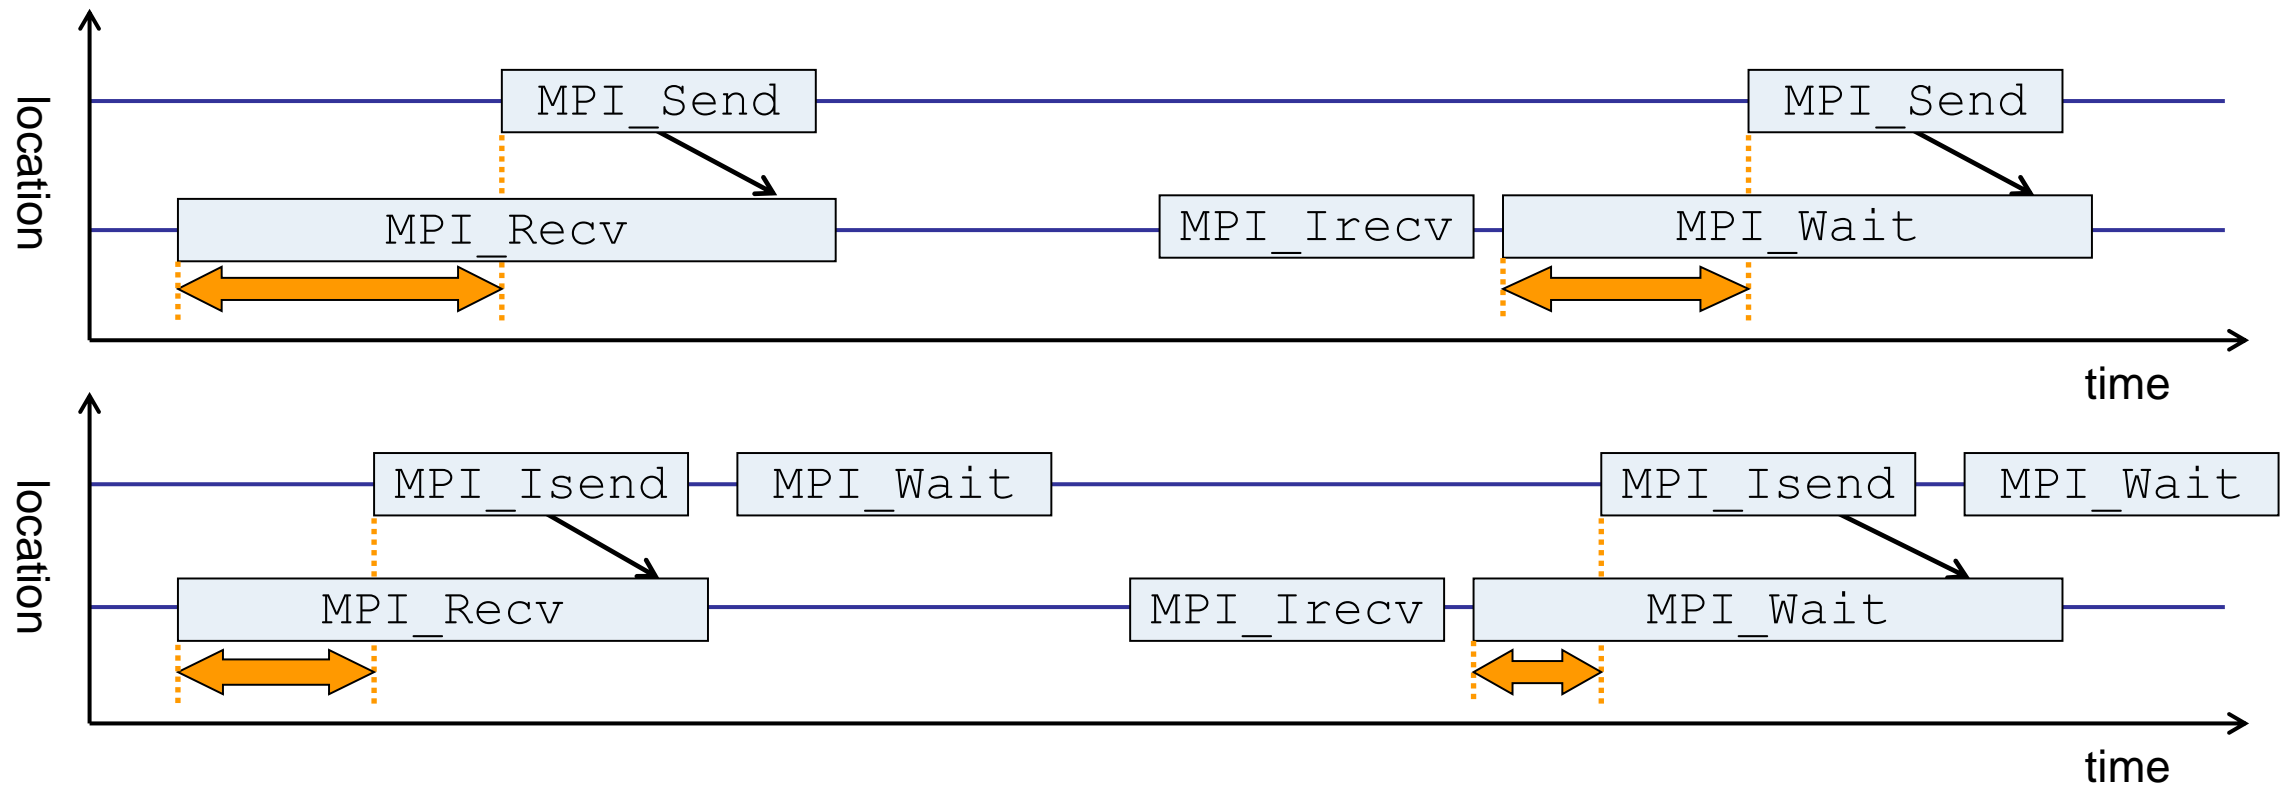 location
MPI_Send
MPI_Send
MPI_Recv
MPI_Irecv
MPI_Wait
time
location
MPI_Isend
MPI_Wait
MPI_Isend
MPI_Wait
MPI_Recv
MPI_Irecv
MPI_Wait
time